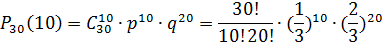 P₃₀(10) = C₃₀¹⁰ · p¹⁰ · q²⁰ = 30!/(10!20!) · (1/3)¹⁰ · (2/3)²⁰